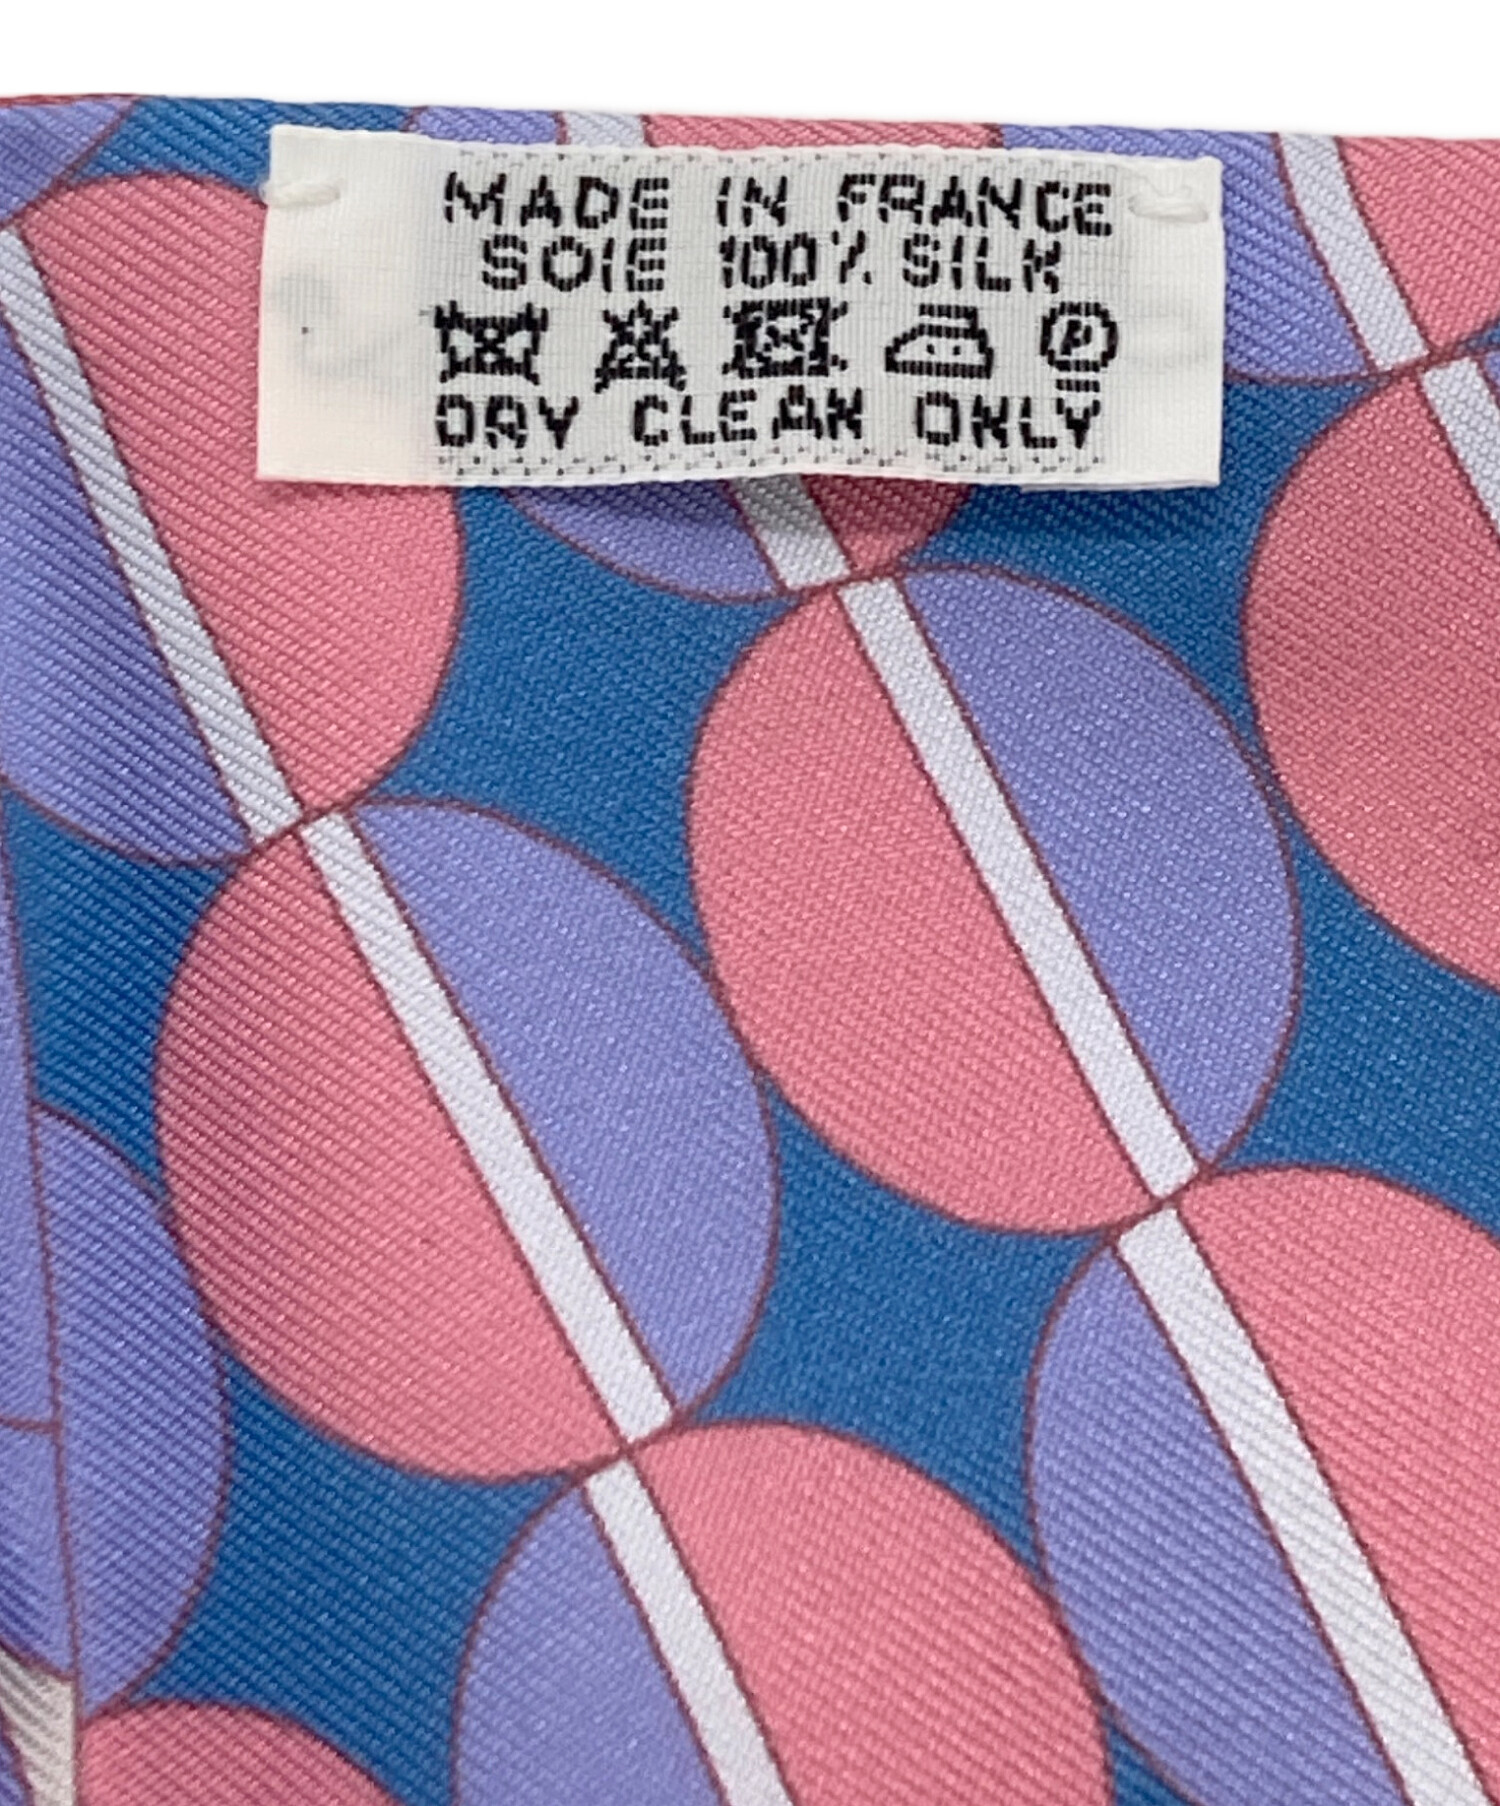 MADE IN FRANCE
SOIE 100% SILK
P
DRY CLEAN ONLY